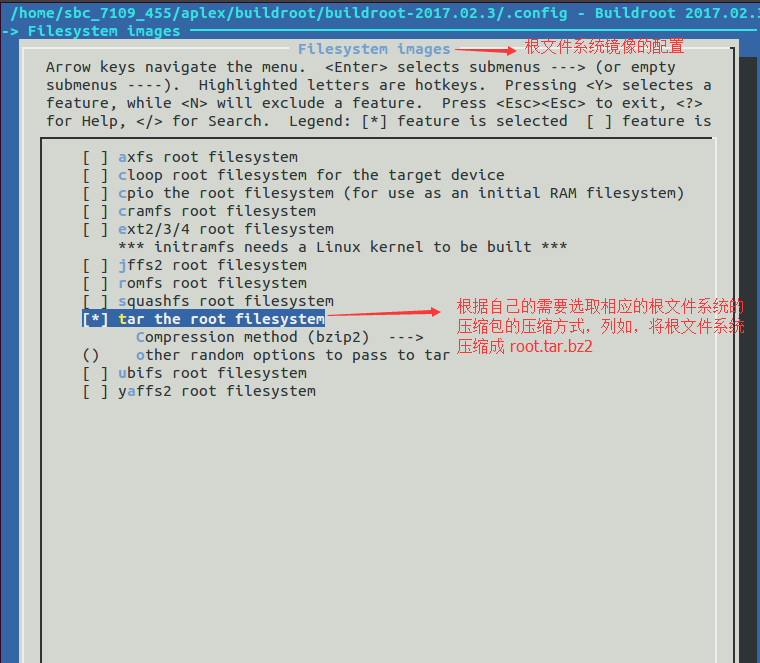 /home/sbc_7109_455/aplex/buildroot/buildroot-2017.02.3/.config - Buildroot 2017.02.3
-> Filesystem images
Filesystem images
根文件系统镜像的配置
Arrow keys navigate the menu.  <Enter> selects submenus ---> (or empty
submenus ----).  Highlighted letters are hotkeys.  Pressing <Y> selectes a
feature, while <N> will exclude a feature.  Press <Esc><Esc> to exit, <?>
for Help, </> for Search.  Legend: [*] feature is selected  [ ] feature is
[ ] axfs root filesystem
[ ] cloop root filesystem for the target device
[ ] cpio the root filesystem (for use as an initial RAM filesystem)
[ ] cramfs root filesystem
[ ] ext2/3/4 root filesystem
*** initramfs needs a Linux kernel to be built ***
[ ] jffs2 root filesystem
[ ] romfs root filesystem
[ ] squashfs root filesystem
[*] tar the root filesystem
Compression method (bzip2)  --->
()    other random options to pass to tar
[ ] ubifs root filesystem
[ ] yaffs2 root filesystem
根据自己的需要选取相应的根文件系统的
压缩包的压缩方式，列如，将根文件系统
压缩成 root.tar.bz2